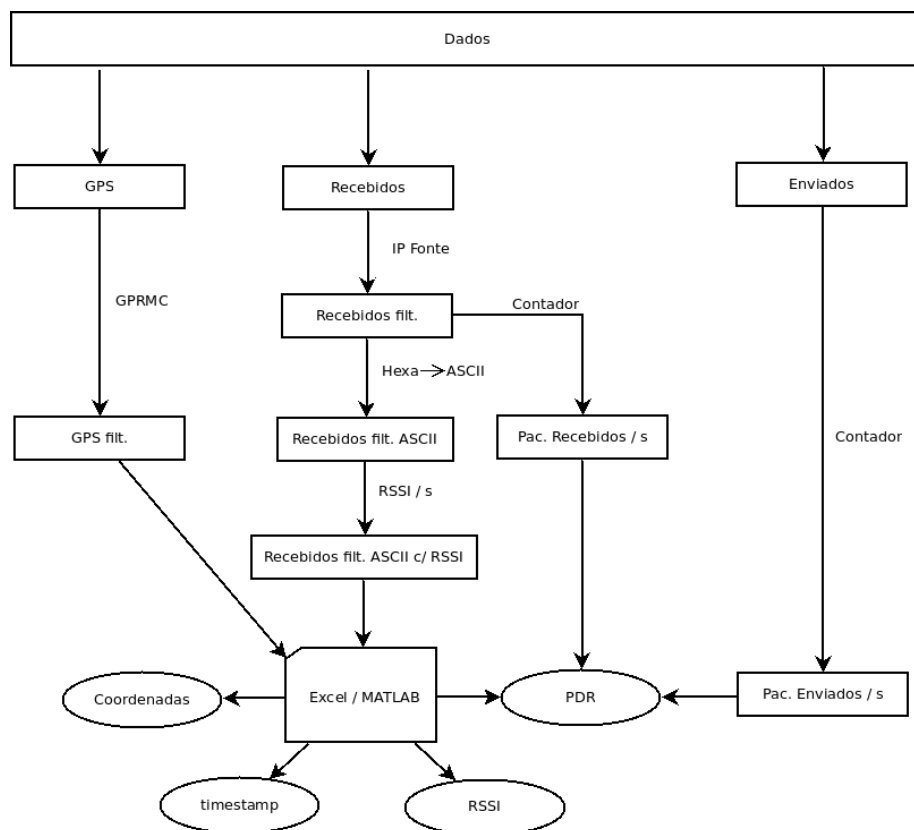 Dados
GPS
Recebidos
Enviados
IP Fonte
GPRMC
Contador
Recebidos filt.
Hexa→ASCII
GPS filt.
Recebidos filt. ASCII
Pac. Recebidos / s
Contador
RSSI / s
Recebidos filt. ASCII c/ RSSI
Coordenadas
Excel / MATLAB
PDR
Pac. Enviados / s
timestamp
RSSI